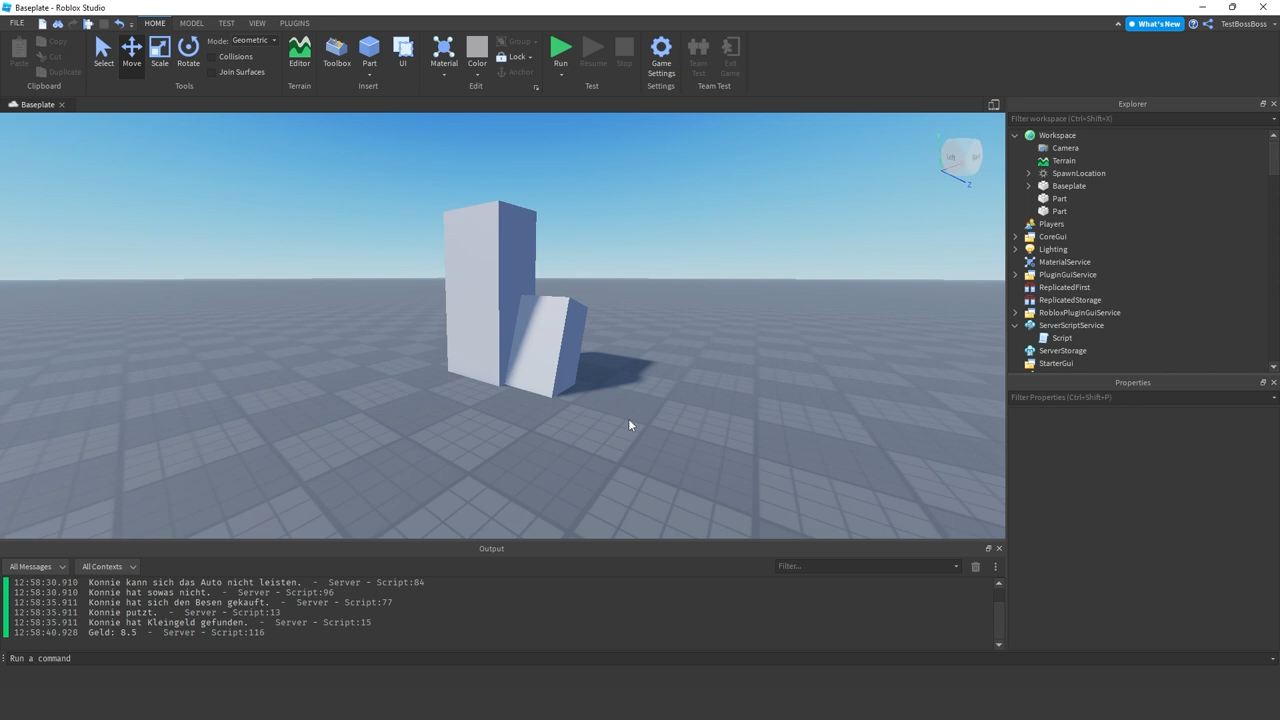 Baseplate - Roblox Studio
FILE HOME MODEL TEST VIEW PLUGINS What's New TestBossBoss
Paste Copy Cut Duplicate Clipboard
Select Move Scale Rotate Mode: Geometric Collisions Join Surfaces Tools
Editor Terrain
Toolbox Part UI Insert
Material Color Group Lock Anchor Edit
Run Resume Stop Test
Game Settings Settings
Team Test Exit Game Team Test
Baseplate
Left
Z
Explorer
Filter workspace (Ctrl+Shift+X)
Workspace
Camera
Terrain
SpawnLocation
Baseplate
Part
Part
Players
CoreGui
Lighting
MaterialService
PluginGuiService
ReplicatedFirst
ReplicatedStorage
RobloxPluginGuiService
ServerScriptService
Script
ServerStorage
StarterGui
Properties
Filter Properties (Ctrl+Shift+P)
Output
All Messages All Contexts Filter...
12:58:30.910 Konnie kann sich das Auto nicht leisten. - Server - Script:84
12:58:30.910 Konnie hat sowas nicht. - Server - Script:96
12:58:35.911 Konnie hat sich den Besen gekauft. - Server - Script:77
12:58:35.911 Konnie putzt. - Server - Script:13
12:58:35.911 Konnie hat Kleingeld gefunden. - Server - Script:15
12:58:40.928 Geld: 8.5 - Server - Script:116
Run a command